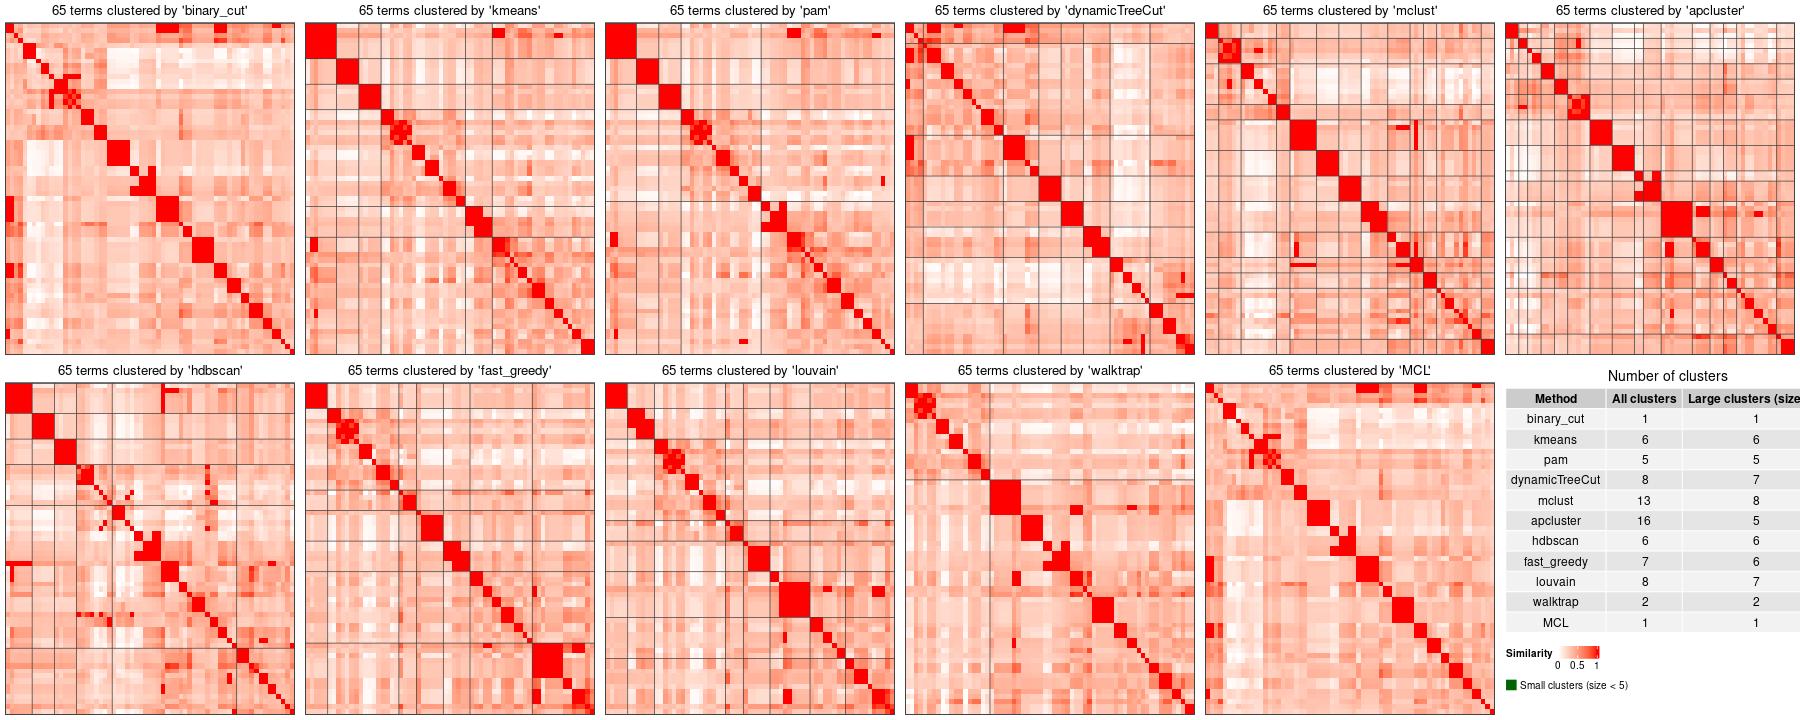 65 terms clustered by 'binary_cut'
65 terms clustered by 'kmeans'
65 terms clustered by 'pam'
65 terms clustered by 'dynamicTreeCut'
65 terms clustered by 'mclust'
65 terms clustered by 'apcluster'
65 terms clustered by 'hdbscan'
65 terms clustered by 'fast_greedy'
65 terms clustered by 'louvain'
65 terms clustered by 'walktrap'
65 terms clustered by 'MCL'
Number of clusters
Method All clusters Large clusters (size
binary_cut 1 1
kmeans 6 6
pam 5 5
dynamicTreeCut 8 7
mclust 13 8
apcluster 16 5
hdbscan 6 6
fast_greedy 7 6
louvain 8 7
walktrap 2 2
MCL 1 1
Similarity
0 0.5 1
Small clusters (size < 5)